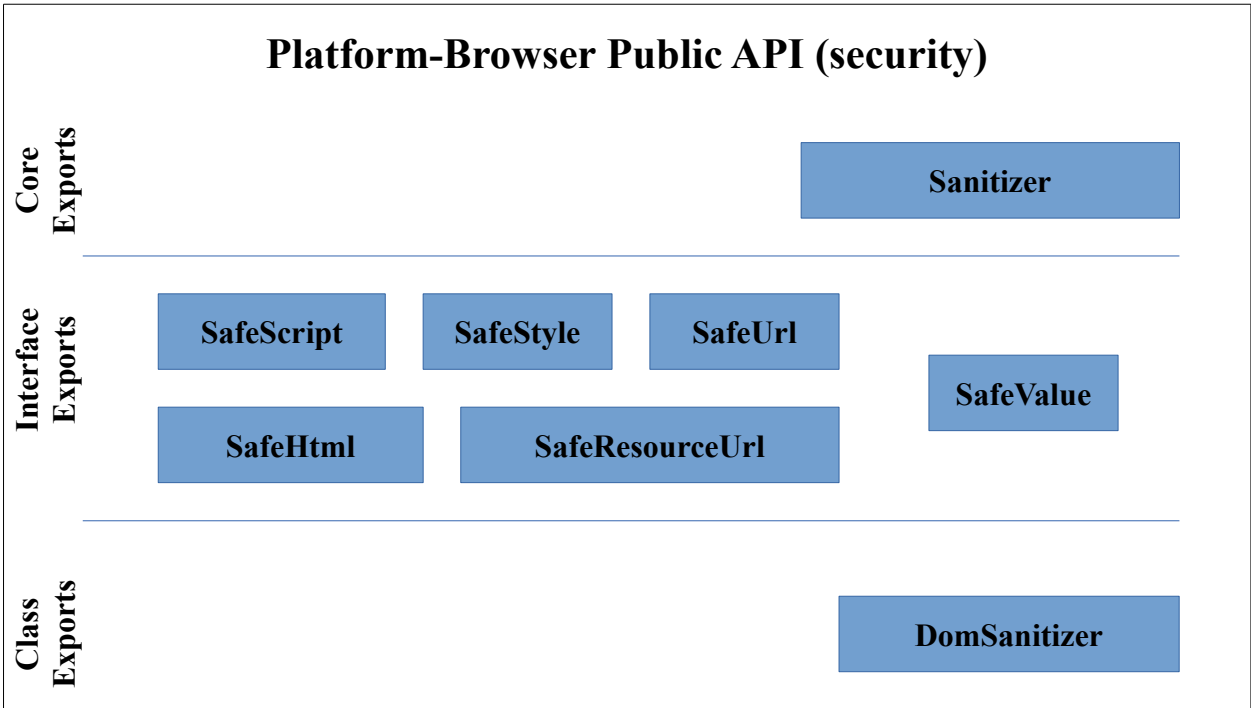 Platform-Browser Public API (security)
Core
Exports
Sanitizer
Interface
Exports
SafeScript
SafeStyle
SafeUrl
SafeValue
SafeHtml
SafeResourceUrl
Class
Exports
DomSanitizer